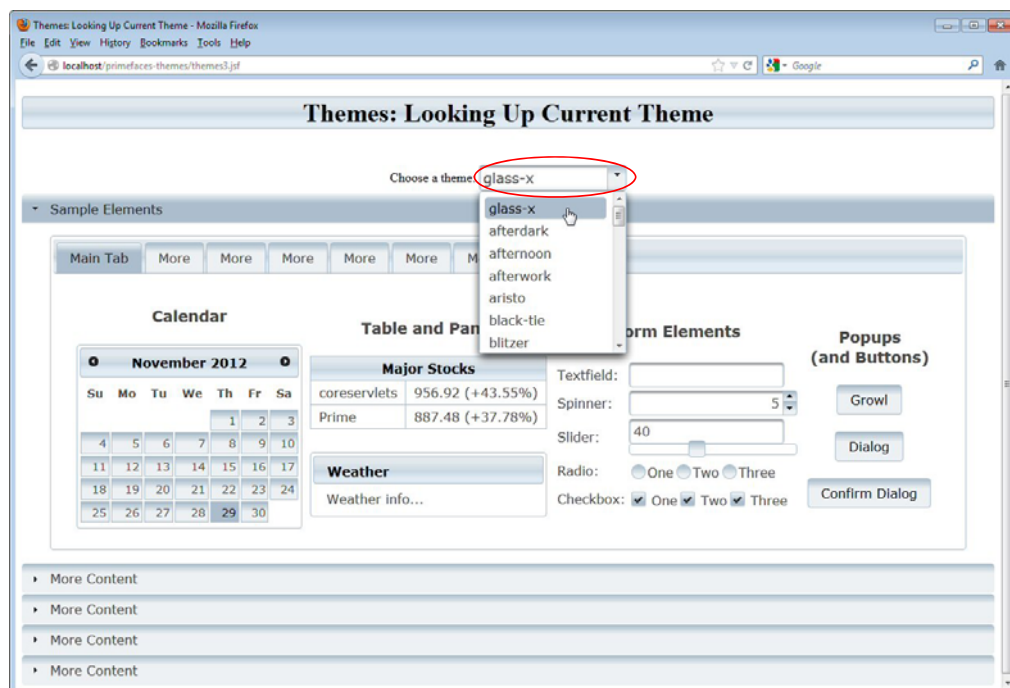 Themes: Looking Up Current Theme - Mozilla Firefox
File Edit View History Bookmarks Tools Help
localhost/primefaces-themes/themes3.jsf
Google
Themes: Looking Up Current Theme
Choose a theme: glass-x
glass-x
afterdark
afternoon
afterwork
aristo
black-tie
blitzer
Sample Elements
Main Tab More More More More More
Calendar
November 2012
Su Mo Tu We Th Fr Sa
1 2 3
4 5 6 7 8 9 10
11 12 13 14 15 16 17
18 19 20 21 22 23 24
25 26 27 28 29 30
Table and Pan
Major Stocks
coreservlets 956.92 (+43.55%)
Prime 887.48 (+37.78%)
Weather
Weather info...
orm Elements
Textfield:
Spinner: 5
Slider: 40
Radio: One Two Three
Checkbox: One Two Three
Popups
(and Buttons)
Growl
Dialog
Confirm Dialog
More Content
More Content
More Content
More Content